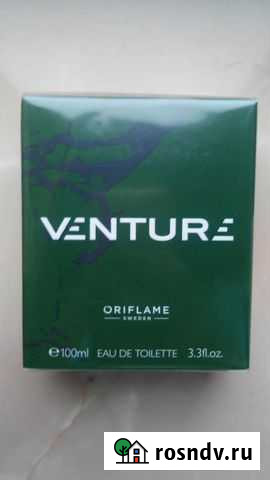 VENTURE
ORIFLAME
SWEDEN
℮100ml EAU DE TOILETTE 3.3fl.oz.
rosndv.ru